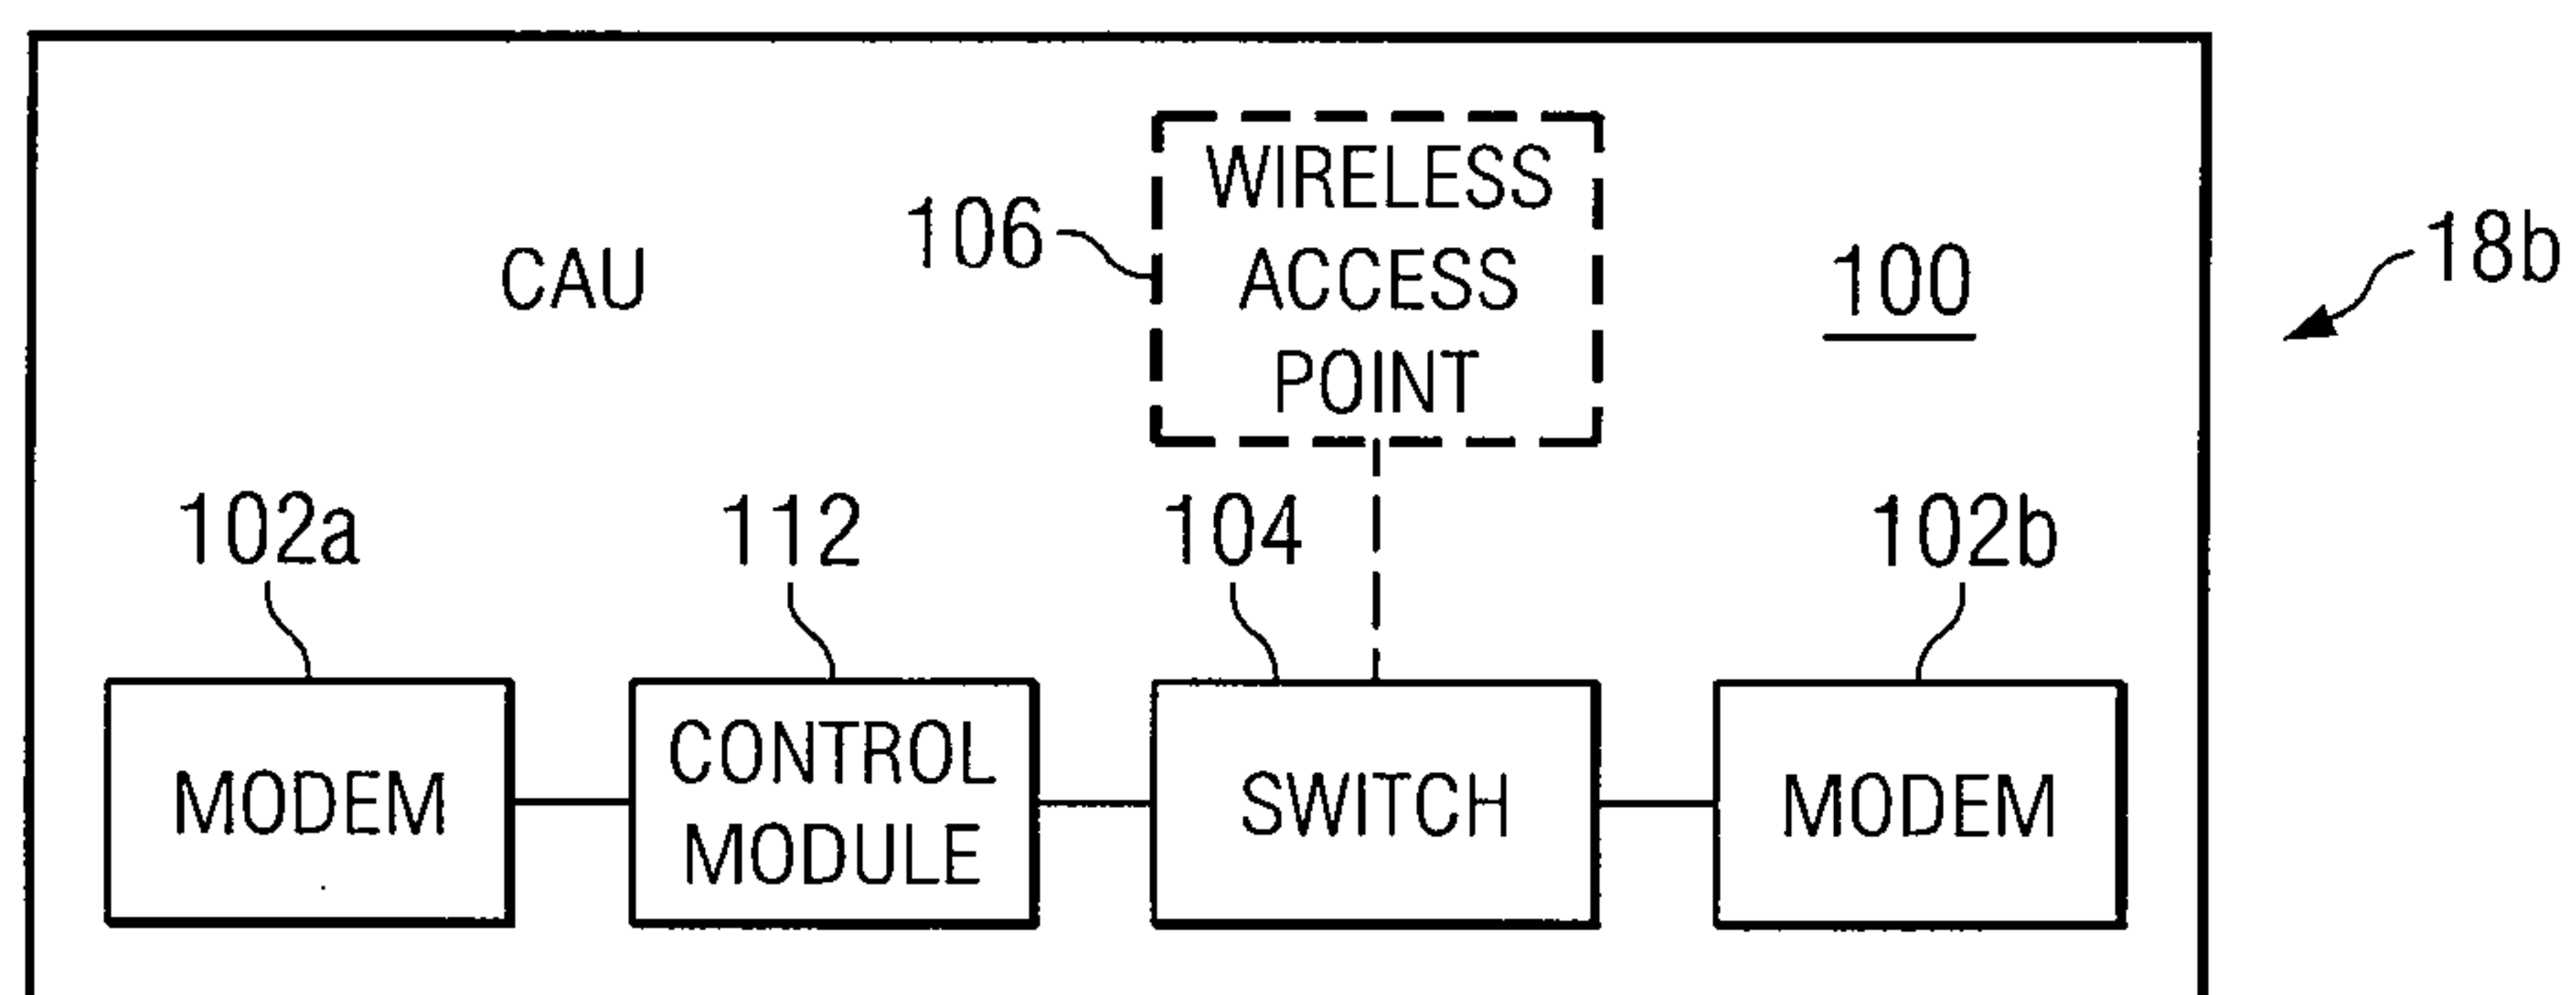 WIRELESS
ACCESS
POINT
106
CAU
100
18b
102a
112
104
102b
MODEM
CONTROL
MODULE
SWITCH
MODEM